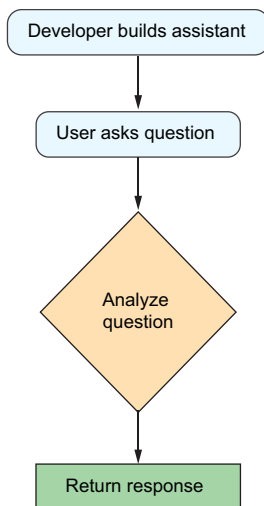 Developer builds assistant
User asks question
Analyze
question
Return response